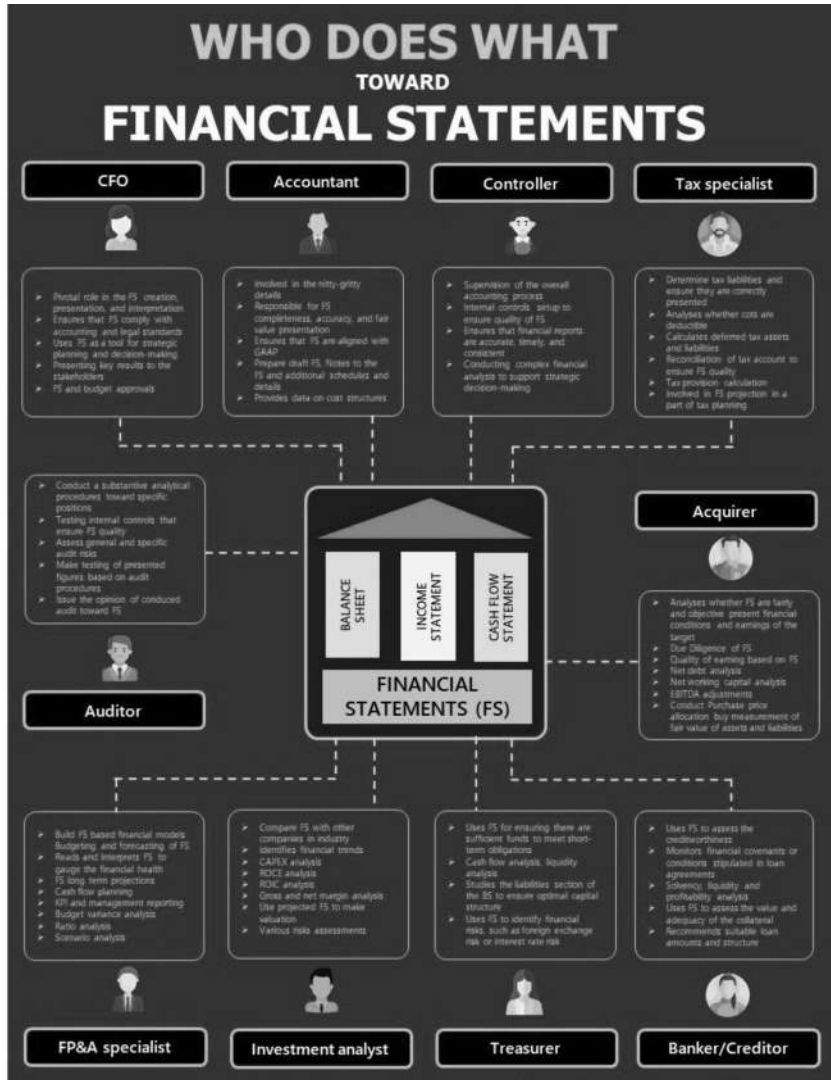 WHO DOES WHAT
TOWARD
FINANCIAL STATEMENTS
CFO
Accountant
Controller
Tax specialist
➤ Pivotal role in the FS creation,
presentation, and interpretation
➤ Ensures that FS comply with
accounting and legal standards
➤ Uses FS as a tool for strategic
planning and decision-making
➤ Presenting key results to the
stakeholders
➤ FS and budget approvals
➤ involved in the nitty-gritty
details
➤ Responsible for FS
completeness, accuracy, and fair
value presentation
➤ Ensures that FS are aligned with
GAAP
➤ Prepare draft FS, Notes to the
FS and additional schedules and
details
➤ Provides data on cost structures
➤ Supervision of the overall
accounting process
➤ Internal controls setup to
ensure quality of FS
➤ Ensures that financial reports
are accurate, timely, and
consistent
➤ Conducting complex financial
analysis to support strategic
decision-making
➤ Determine tax liabilities and
ensure they are correctly
presented
➤ Analyses whether cots are
deductible
➤ Calculates deferred tax assets
and liabilities
➤ Reconciliation of tax account to
ensure FS quality
➤ Tax provision calculation
➤ Involved in FS projection in a
part of tax planning
➤ Conduct a substantive analytical
procedures toward specific
positions
➤ Testing internal controls that
ensure FS quality
➤ Assess general and specific
audit risks
➤ Make testing of presented
figures based on audit
procedures
➤ Issue the opinion of conducted
audit toward FS
Auditor
BALANCE
SHEET
INCOME
STATEMENT
CASH FLOW
STATEMENT
FINANCIAL
STATEMENTS (FS)
Acquirer
➤ Analyses whether FS are fairly
and objective present financial
conditions and earnings of the
target
➤ Due Diligence of FS
➤ Quality of earning based on FS
➤ Net debt analysis
➤ Net working capital analysis
➤ EBITDA adjustments
➤ Conduct Purchase price
allocation buy measurement of
fair value of assets and liabilities
➤ Build FS based financial models
Budgeting and forecasting of FS
➤ Reads and interprets FS to
gauge the financial health
➤ FS long term projections
➤ Cash flow planning
➤ KPI and management reporting
➤ Budget variance analysis
➤ Ratio analysis
➤ Scenario analysis
➤ Compare FS with other
companies in industry
➤ Identifies financial trends
➤ CAPEX analysis
➤ ROCE analysis
➤ ROIC analysis
➤ Gross and net margin analysis
➤ Use projected FS to make
valuation
➤ Various risks assessments
➤ Uses FS for ensuring there are
sufficient funds to meet short-
term obligations
➤ Cash flow analysis, liquidity
analysis
➤ Studies the liabilities section of
the BS to ensure optimal capital
structure
➤ Uses FS to identify financial
risks, such as foreign exchange
risk or interest rate risk
➤ Uses FS to assess the
creditworthiness
➤ Monitors financial covenants or
conditions stipulated in loan
agreements
➤ Solvency, liquidity and
profitability analysis
➤ Uses FS to assess the value and
adequacy of the collateral
➤ Recommends suitable loan
amounts and structure
FP&A specialist
Investment analyst
Treasurer
Banker/Creditor